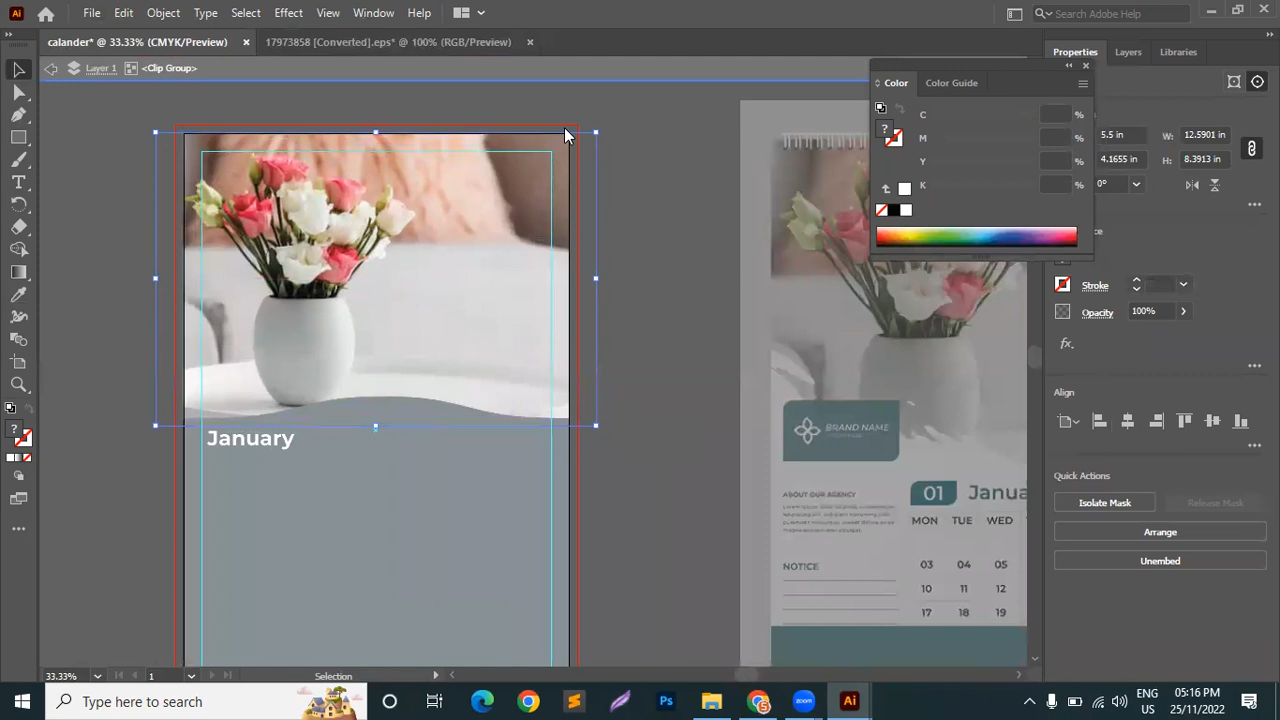 Ai File Edit Object Type Select Effect View Window Help Search Adobe Help
calander* @ 33.33% (CMYK/Preview) × 17973858 [Converted].eps* @ 100% (RGB/Preview) ×
Layer 1 <Clip Group>
Properties Layers Libraries
Color Color Guide
C %
M %
Y %
K %
5.5 in W: 12.5901 in
4.1655 in H: 8.3913 in
0°
Stroke
Opacity 100%
fx.
Align
Quick Actions
Isolate Mask Release Mask
Arrange
Unembed
January
BRAND NAME
ABOUT OUR AGENCY
01 Janua
MON TUE WED
NOTICE
03 04 05
10 11 12
17 18 19
33.33% 1 Selection
Type here to search
Ps zoom Ai
ENG
US
05:16 PM
25/11/2022